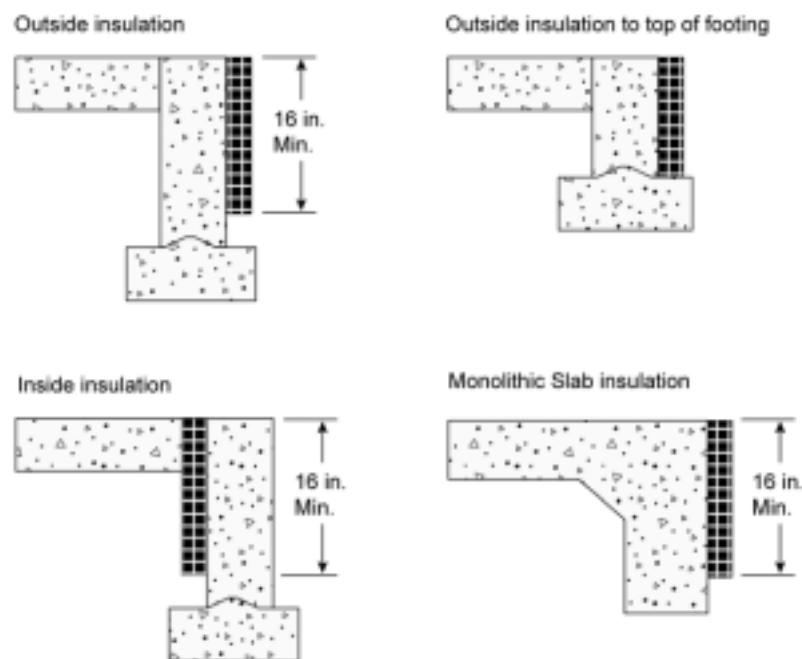 Outside insulation
Outside insulation to top of footing
16 in.
Min.
Inside insulation
Monolithic Slab insulation
16 in.
Min.
16 in.
Min.